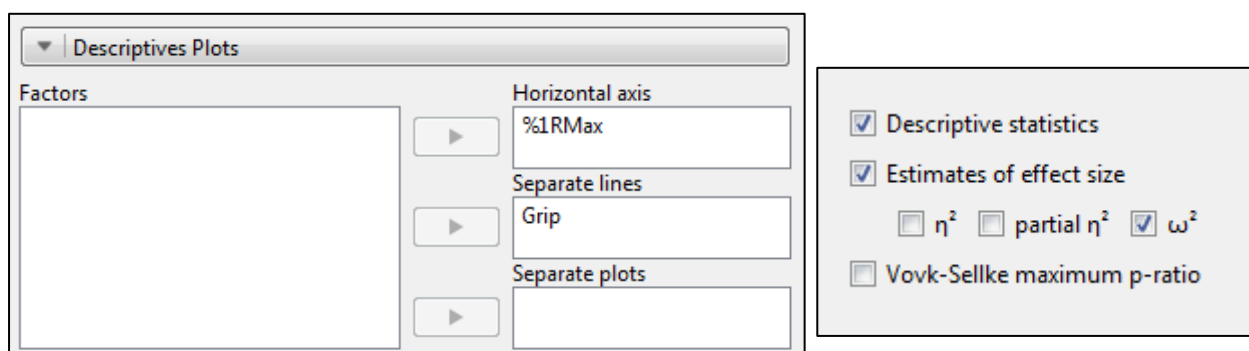 Descriptives Plots
Factors
Horizontal axis
%1RMax
Separate lines
Grip
Separate plots
Descriptive statistics
Estimates of effect size
η² partial η² ω²
Vovk-Sellke maximum p-ratio